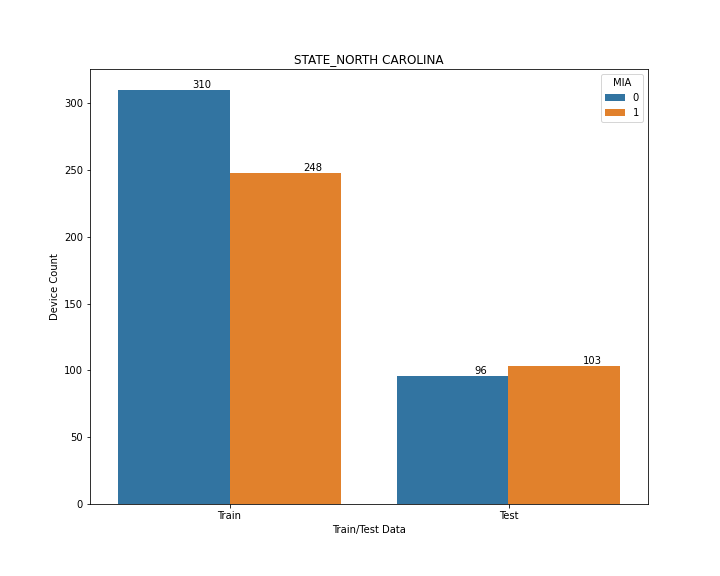 STATE_NORTH CAROLINA
MIA
0
1
310
248
96
103
300
250
200
150
100
50
0
Device Count
Train
Test
Train/Test Data